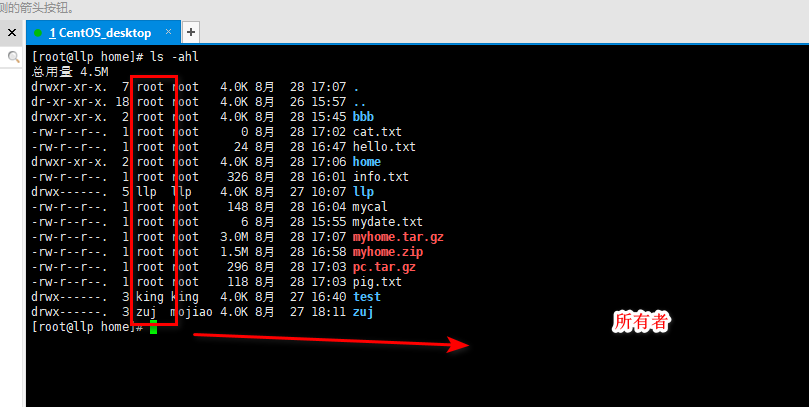 侧的箭头按钮。
× 1 CentOS_desktop × +
[root@llp home]# ls -ahl
总用量 4.5M
drwxr-xr-x.  7 root root   4.0K 8月  28 17:07 .
dr-xr-xr-x. 18 root root   4.0K 8月  26 15:57 ..
drwxr-xr-x.  2 root root   4.0K 8月  28 15:45 bbb
-rw-r--r--.  1 root root      0 8月  28 17:02 cat.txt
-rw-r--r--.  1 root root     24 8月  28 16:47 hello.txt
drwxr-xr-x.  2 root root   4.0K 8月  28 17:06 home
-rw-r--r--.  1 root root    326 8月  28 16:01 info.txt
drwx------.  5 llp  llp    4.0K 8月  27 10:07 llp
-rw-r--r--.  1 root root    148 8月  28 16:04 mycal
-rw-r--r--.  1 root root      6 8月  28 15:55 mydate.txt
-rw-r--r--.  1 root root   3.0M 8月  28 17:07 myhome.tar.gz
-rw-r--r--.  1 root root   1.5M 8月  28 16:58 myhome.zip
-rw-r--r--.  1 root root    296 8月  28 17:03 pc.tar.gz
-rw-r--r--.  1 root root    118 8月  28 17:03 pig.txt
drwx------.  3 king king   4.0K 8月  27 16:40 test
drwx------.  3 zuj  mojiao 4.0K 8月  27 18:11 zuj
[root@llp home]#
所有者